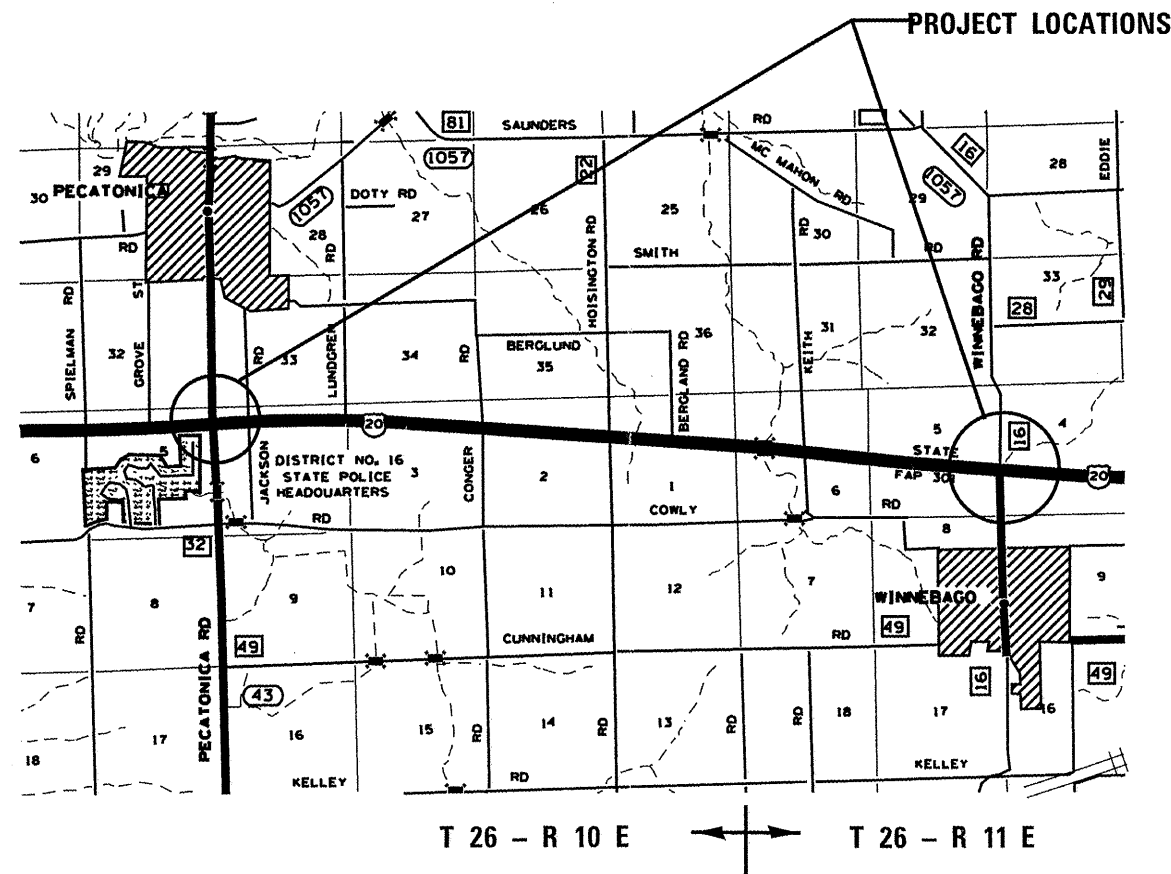 PROJECT LOCATIONS
81
SAUNDERS
RD
1057
16
MC MAHON RD
1057
29
28
EDDIE
30
PECATONICA
22
DOTY RD
27
26
25
29
1057
28
RD
RD
RD
30
RD
SMITH
HOISINGTON RD
WINNEBAGO RD
33
29
28
SPIELMAN RD
GROVE ST
32
RD
33
LUNDGREN
34
RD
BERGLUND
35
BERGLAND RD
36
KEITH
31
32
20
5
16
4
6
5
STATE
DISTRICT NO. 16
STATE POLICE
HEADQUARTERS
JACKSON
3
CONGER
2
1
FAP 301
20
6
RD
COWLY
RD
8
32
10
7
8
9
11
12
7
9
WINNEBAGO
RD
PECATONICA RD
49
CUNNINGHAM
RD
49
43
16
49
18
17
16
15
RD
14
RD
13
RD
RD
18
17
16
KELLEY
RD
KELLEY
T 26 – R 10 E
T 26 – R 11 E